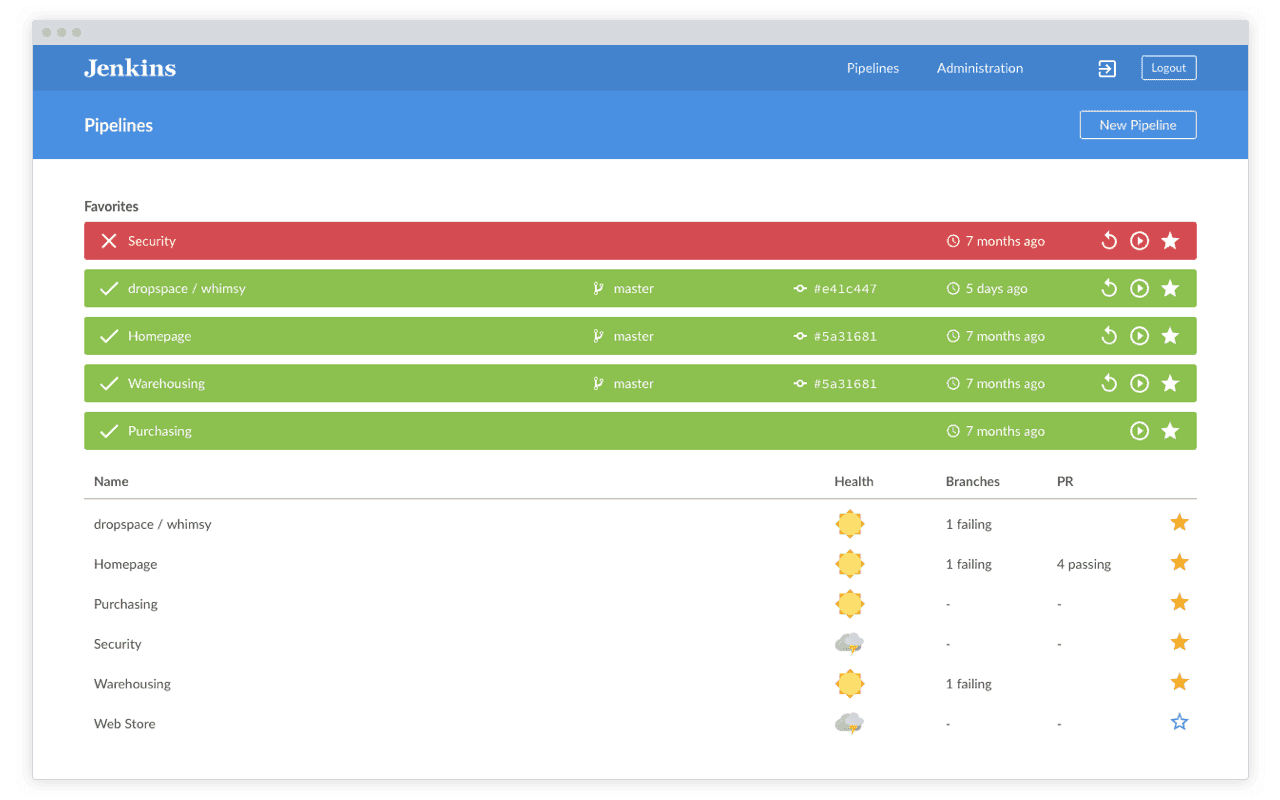 Jenkins Pipelines Administration Logout
Pipelines New Pipeline
Favorites
Security 7 months ago
dropspace / whimsy master #e41c447 5 days ago
Homepage master #5a31681 7 months ago
Warehousing master #5a31681 7 months ago
Purchasing 7 months ago
Name Health Branches PR
dropspace / whimsy 1 failing
Homepage 1 failing 4 passing
Purchasing - -
Security - -
Warehousing 1 failing
Web Store - -